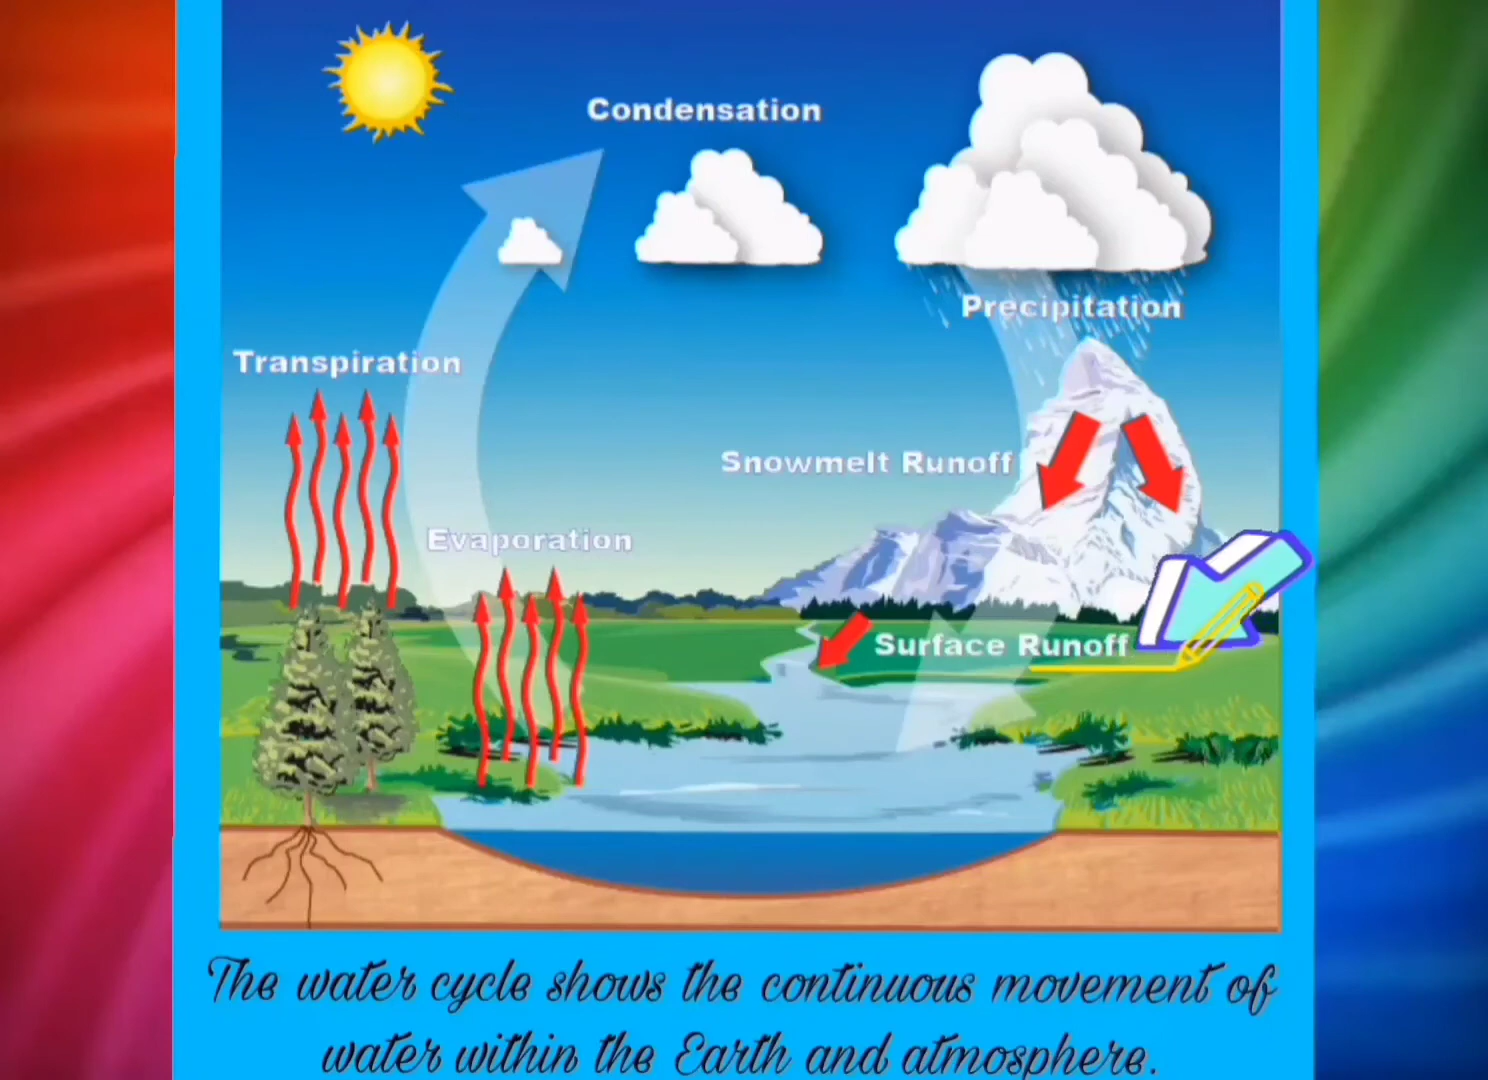 Condensation
Precipitation
Transpiration
Snowmelt Runoff
Evaporation
Surface Runoff
The water cycle shows the continuous movement of
water within the Earth and atmosphere.